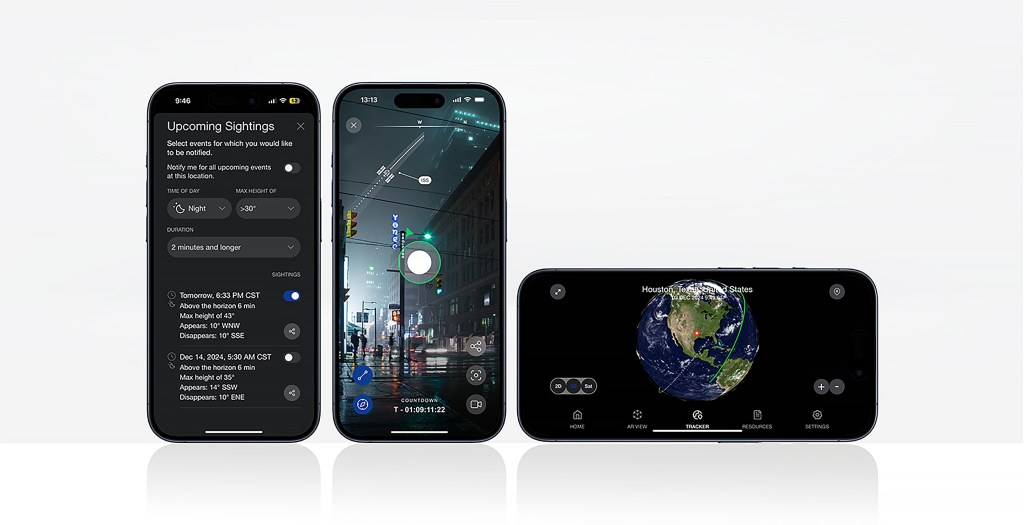 9:46
Upcoming Sightings
Select events for which you would like
to be notified.
Notify me for all upcoming events
at this location.
TIME OF DAY
MAX HEIGHT OF
Night
>30°
DURATION
2 minutes and longer
SIGHTINGS
Tomorrow, 6:33 PM CST
Above the horizon 6 min
Max height of 43°
Appears: 10° WNW
Disappears: 10° SSE
Dec 14, 2024, 5:30 AM CST
Above the horizon 6 min
Max height of 35°
Appears: 14° SSW
Disappears: 10° ENE
13:13
W
N
ISS
COUNTDOWN
T - 01:09:11:22
Houston, Texas, United States
2D
Sat
HOME
AR VIEW
TRACKER
RESOURCES
SETTINGS